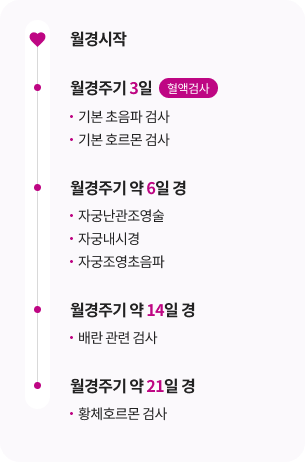 월경시작
월경주기 3일 혈액검사
• 기본 초음파 검사
• 기본 호르몬 검사
월경주기 약 6일 경
• 자궁난관조영술
• 자궁내시경
• 자궁조영초음파
월경주기 약 14일 경
• 배란 관련 검사
월경주기 약 21일 경
• 황체호르몬 검사